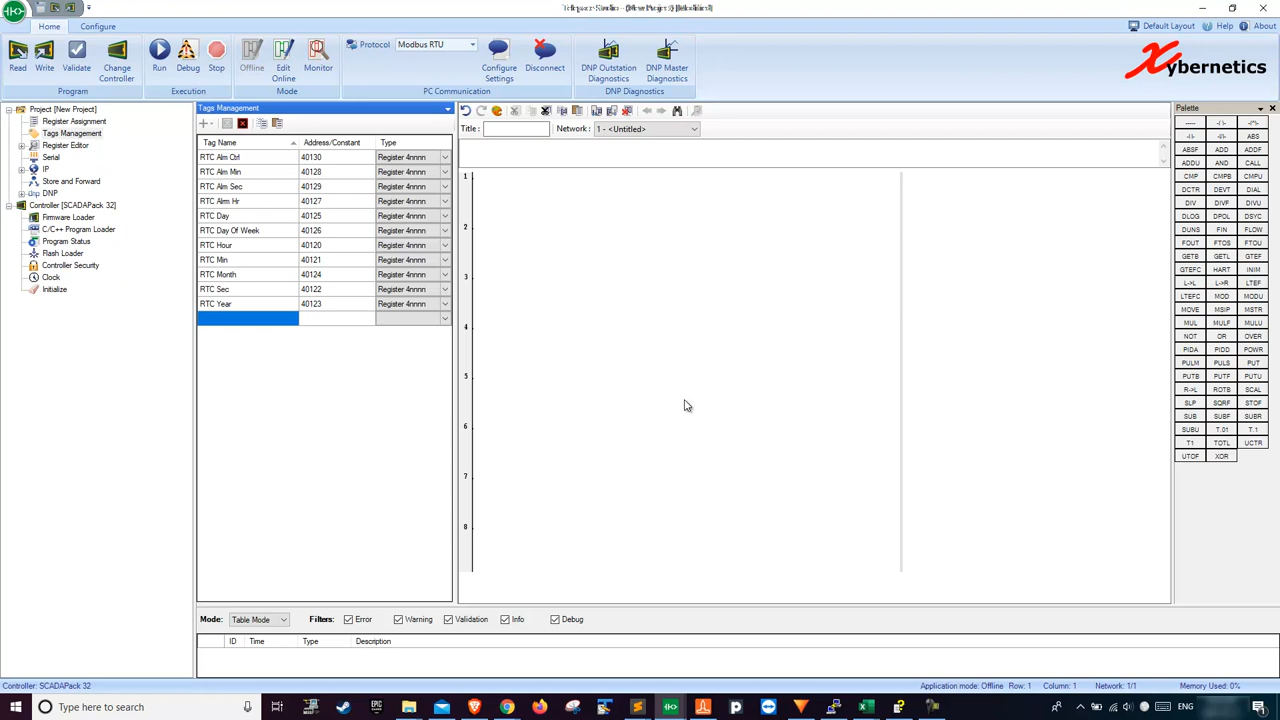 Telepace Studio - [New Project] [Modified]
Home Configure
Default Layout Help About
Read Write Validate Change Controller Run Debug Stop Offline Edit Online Monitor Protocol Modbus RTU Configure Settings Disconnect DNP Outstation Diagnostics DNP Master Diagnostics
Program Execution Mode PC Communication DNP Diagnostics
Xybernetics
Project [New Project]
Register Assignment
Tags Management
Register Editor
Serial
IP
Store and Forward
DNP
Controller [SCADAPack 32]
Firmware Loader
C/C++ Program Loader
Program Status
Flash Loader
Controller Security
Clock
Initialize
Tags Management
Tag Name Address/Constant Type
RTC Alm Ctrl 40130 Register 4nnnn
RTC Alm Min 40128 Register 4nnnn
RTC Alm Sec 40129 Register 4nnnn
RTC Almm Hr 40127 Register 4nnnn
RTC Day 40125 Register 4nnnn
RTC Day Of Week 40126 Register 4nnnn
RTC Hour 40120 Register 4nnnn
RTC Min 40121 Register 4nnnn
RTC Month 40124 Register 4nnnn
RTC Sec 40122 Register 4nnnn
RTC Year 40123 Register 4nnnn
Title : Network : 1 - <Untitled>
1
2
3
4
5
6
7
8
Palette
----- -( )- -(^)-
-| |- -|/|- ABS
ABSF ADD ADDF
ADDU AND CALL
CMP CMPB CMPU
DCTR DEVT DIAL
DIV DIVF DIVU
DLOG DPOL DSYC
DUNS FIN FLOW
FOUT FTOS FTOU
GETB GETL GTEF
GTEFC HART INIM
L->L L->R LTEF
LTEFC MOD MODU
MOVE MSIP MSTR
MUL MULF MULU
NOT OR OVER
PIDA PIDD POWR
PULM PULS PUT
PUTB PUTF PUTU
R->L ROTB SCAL
SLP SQRF STOF
SUB SUBF SUBR
SUBU T.01 T.1
T1 TOTL UCTR
UTOF XOR
Mode: Table Mode Filters: Error Warning Validation Info Debug
ID Time Type Description
Controller: SCADAPack 32 Application mode: Offline Row: 1 Column: 1 Network: 1/1 Memory Used: 0%
Type here to search ENG